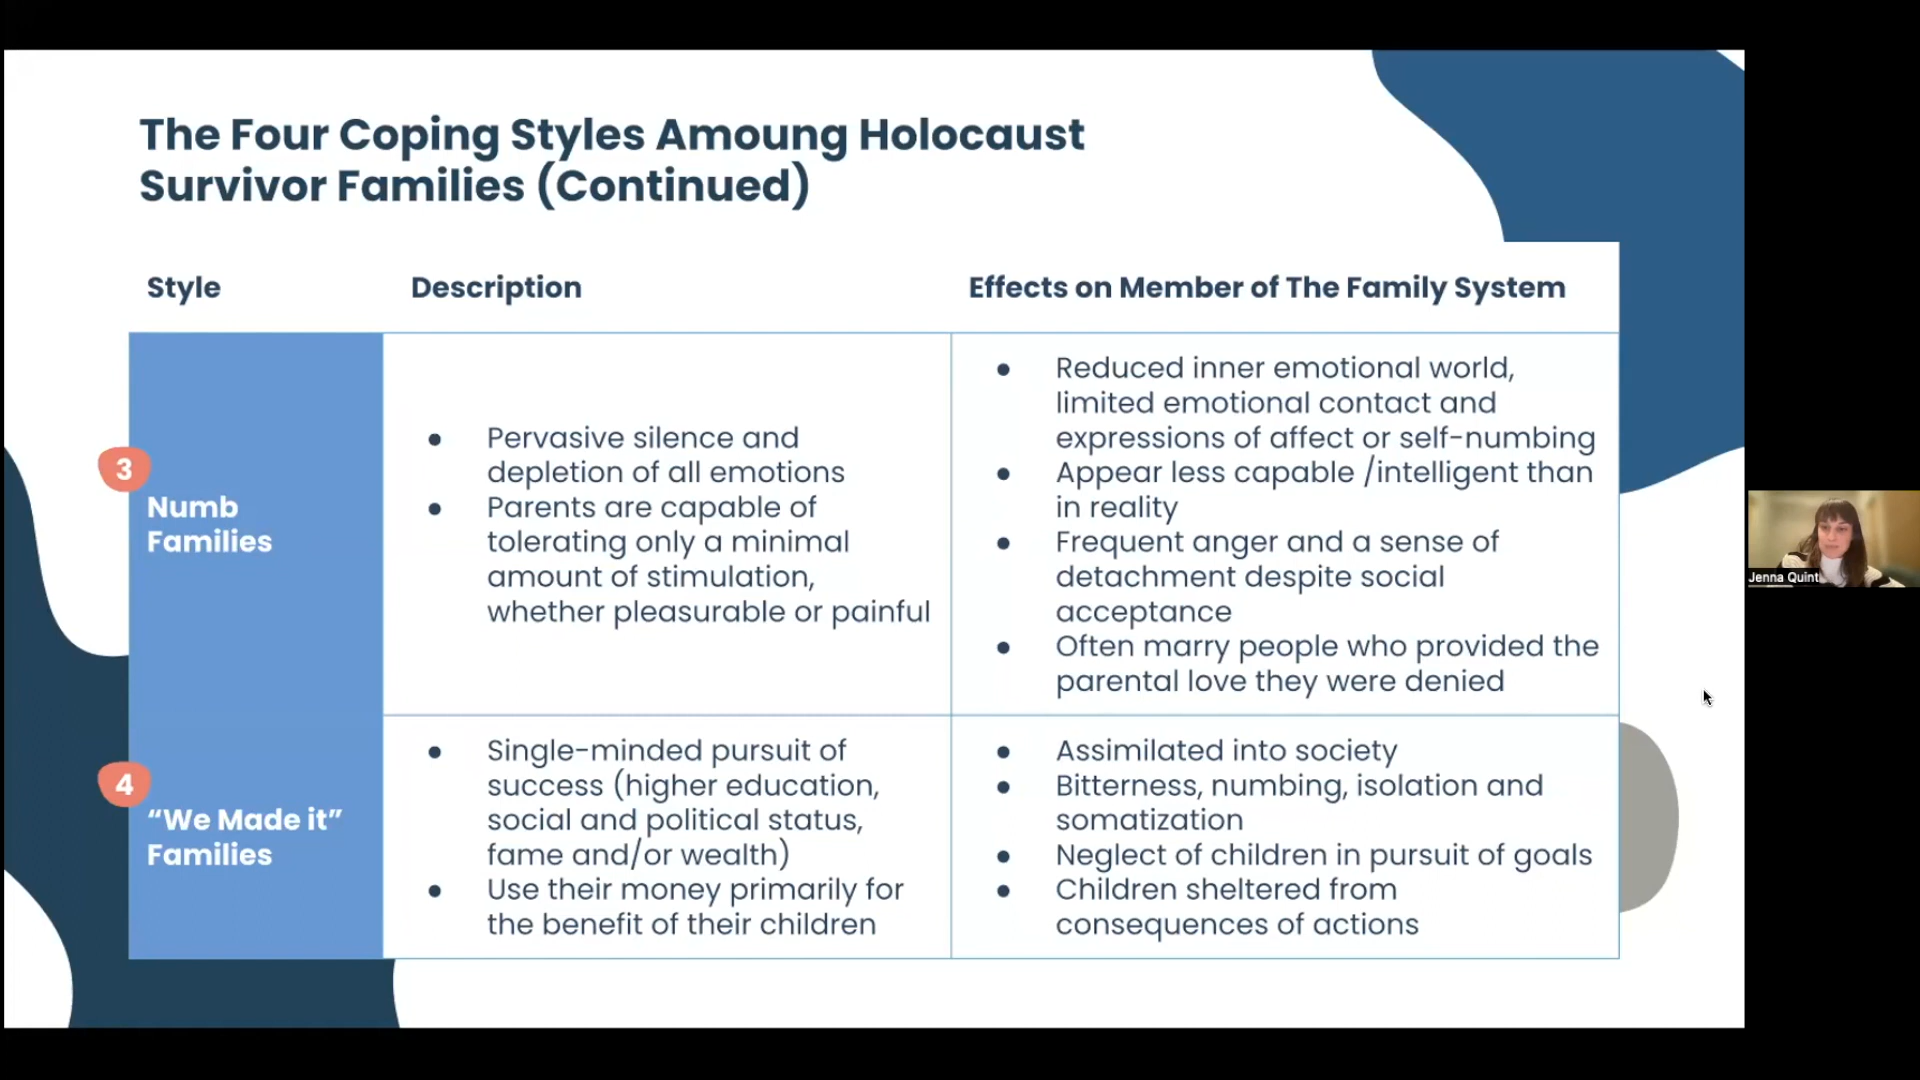 The Four Coping Styles Amoung Holocaust
Survivor Families (Continued)
Style
Description
Effects on Member of The Family System
3
Numb
Families
● Pervasive silence and
depletion of all emotions
● Parents are capable of
tolerating only a minimal
amount of stimulation,
whether pleasurable or painful
● Reduced inner emotional world,
limited emotional contact and
expressions of affect or self-numbing
● Appear less capable /intelligent than
in reality
● Frequent anger and a sense of
detachment despite social
acceptance
● Often marry people who provided the
parental love they were denied
4
“We Made it”
Families
● Single-minded pursuit of
success (higher education,
social and political status,
fame and/or wealth)
● Use their money primarily for
the benefit of their children
● Assimilated into society
● Bitterness, numbing, isolation and
somatization
● Neglect of children in pursuit of goals
● Children sheltered from
consequences of actions
Jenna Quint